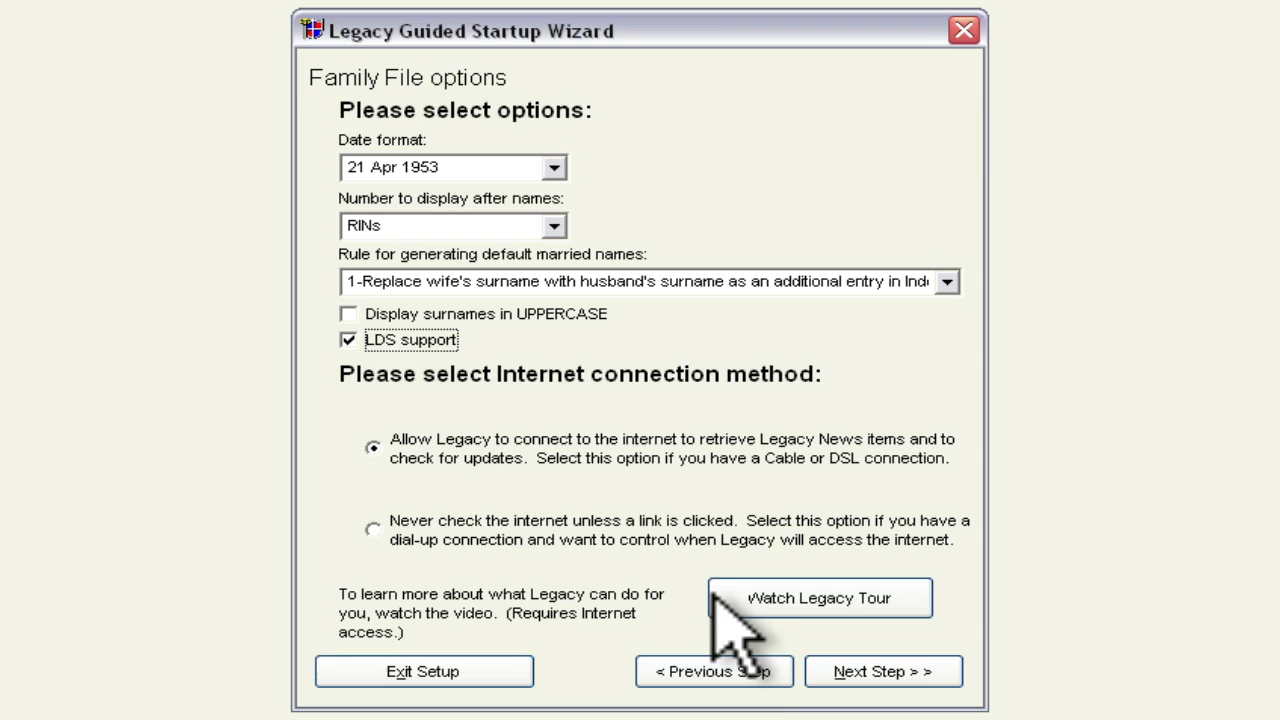 Legacy Guided Startup Wizard
Family File options
Please select options:
Date format:
21 Apr 1953
Number to display after names:
RINs
Rule for generating default married names:
1-Replace wife's surname with husband's surname as an additional entry in Ind
Display surnames in UPPERCASE
LDS support
Please select Internet connection method:
Allow Legacy to connect to the internet to retrieve Legacy News items and to
check for updates. Select this option if you have a Cable or DSL connection.
Never check the internet unless a link is clicked. Select this option if you have a
dial-up connection and want to control when Legacy will access the internet.
To learn more about what Legacy can do for
you, watch the video. (Requires Internet
access.)
Watch Legacy Tour
Exit Setup
< Previous Step
Next Step > >